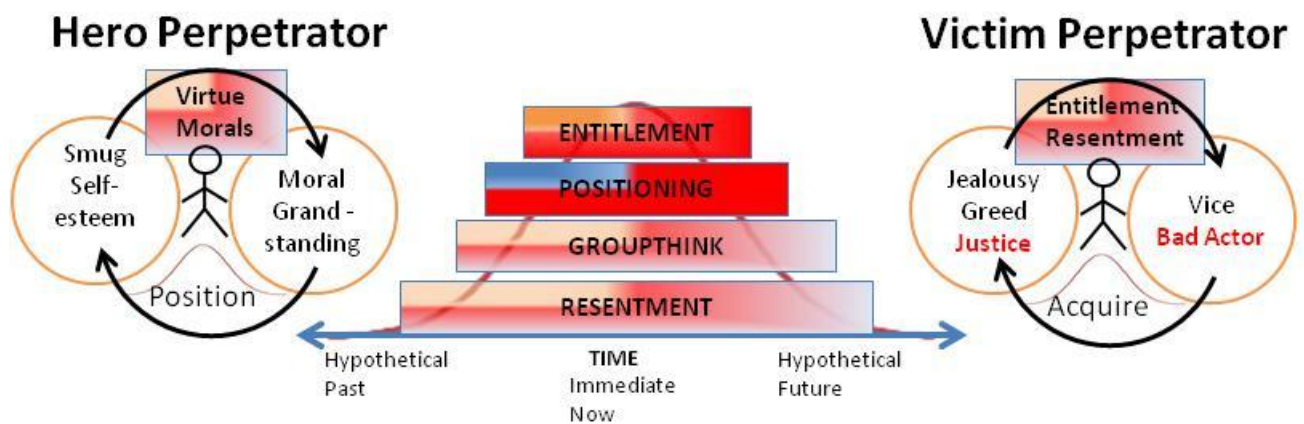 Hero Perpetrator
Virtue
Morals
Smug
Self-
esteem
Moral
Grand -
standing
Position
ENTITLEMENT
POSITIONING
GROUPTHINK
RESENTMENT
Hypothetical
Past
TIME
Immediate
Now
Hypothetical
Future
Victim Perpetrator
Entitlement
Resentment
Jealousy
Greed
Justice
Vice
Bad Actor
Acquire